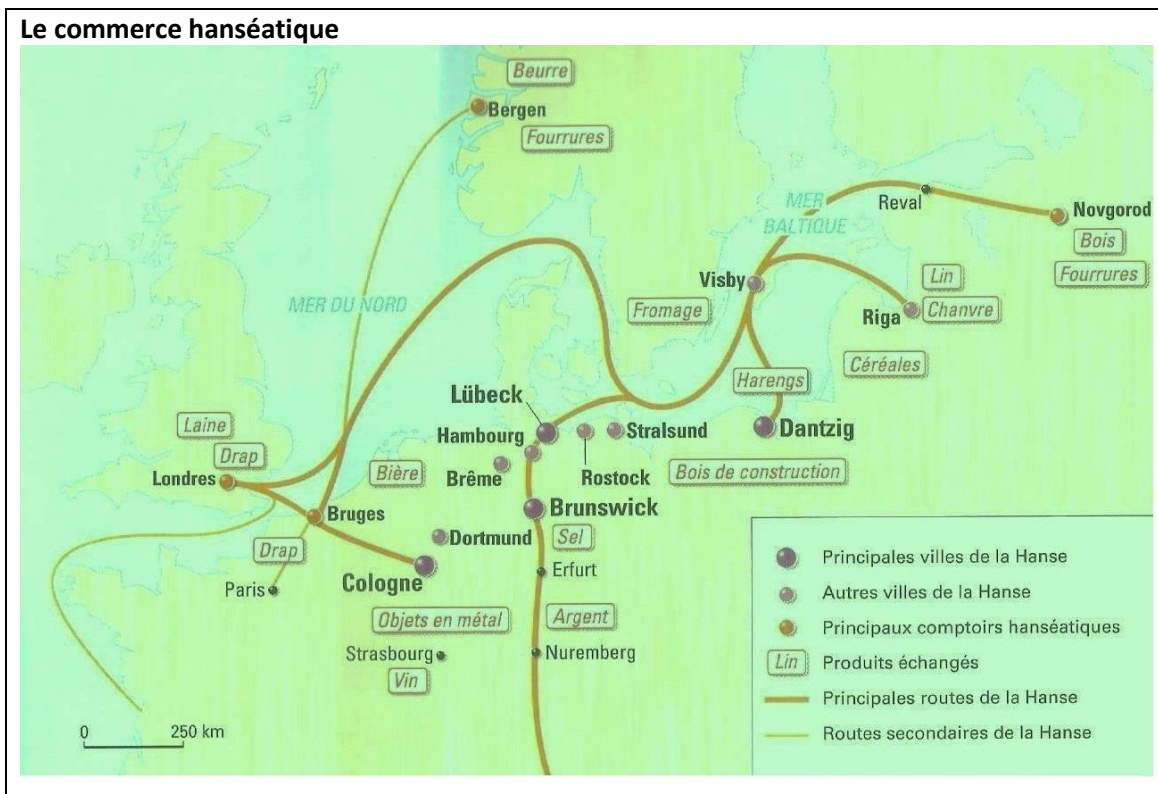 Le commerce hanséatique
Beurre
Bergen
Fourrures
MER
BALTIQUE
Reval
Novgorod
Bois
Fourrures
MER DU NORD
Visby
Fromage
Lin
Riga
Chanvre
Céréales
Harengs
Lübeck
Hambourg
Stralsund
Dantzig
Laine
Drap
Londres
Bière
Brême
Rostock
Bois de construction
Bruges
Brunswick
Dortmund
Sel
Drap
Cologne
Erfurt
Paris
Objets en métal
Argent
Strasbourg
Nuremberg
Vin
0 250 km
Principales villes de la Hanse
Autres villes de la Hanse
Principaux comptoirs hanséatiques
Lin Produits échangés
Principales routes de la Hanse
Routes secondaires de la Hanse